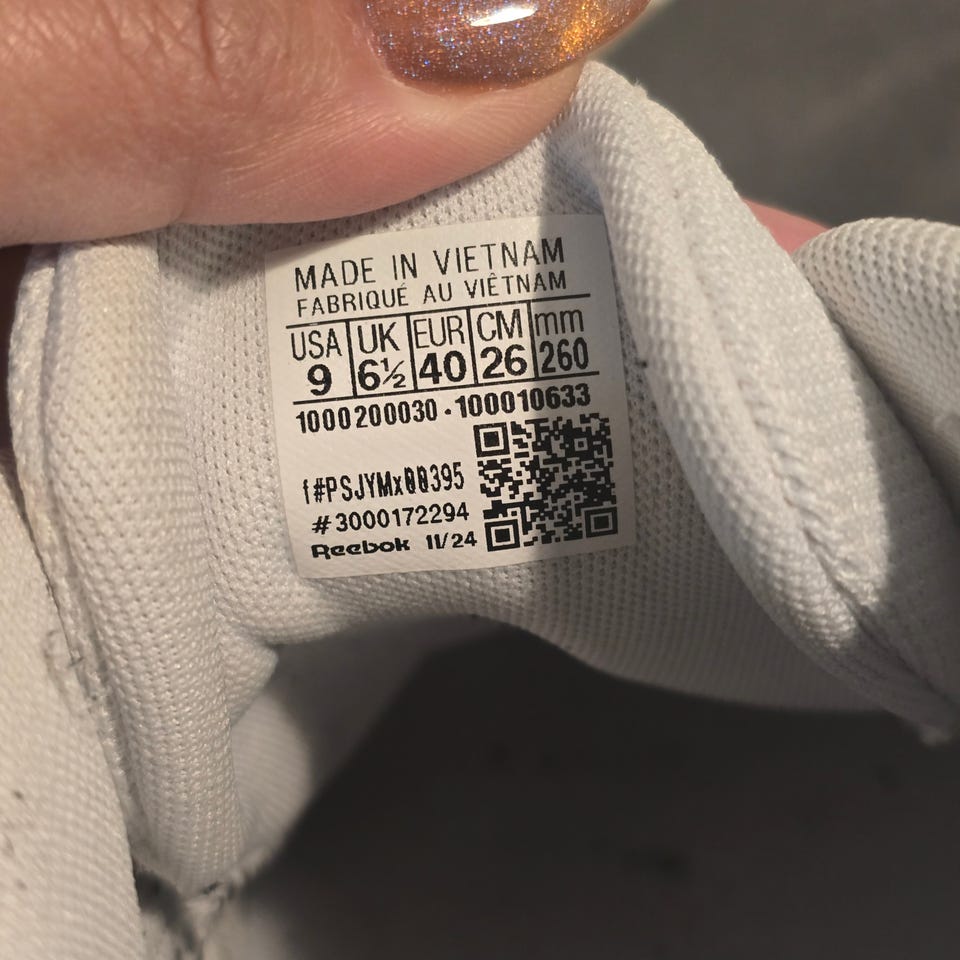 MADE IN VIETNAM
FABRIQUÉ AU VIÊTNAM
USA UK EUR CM mm
9 6½ 40 26 260
1000200030 · 100010633
f#PSJYMx00395
#3000172294
Reebok 11/24